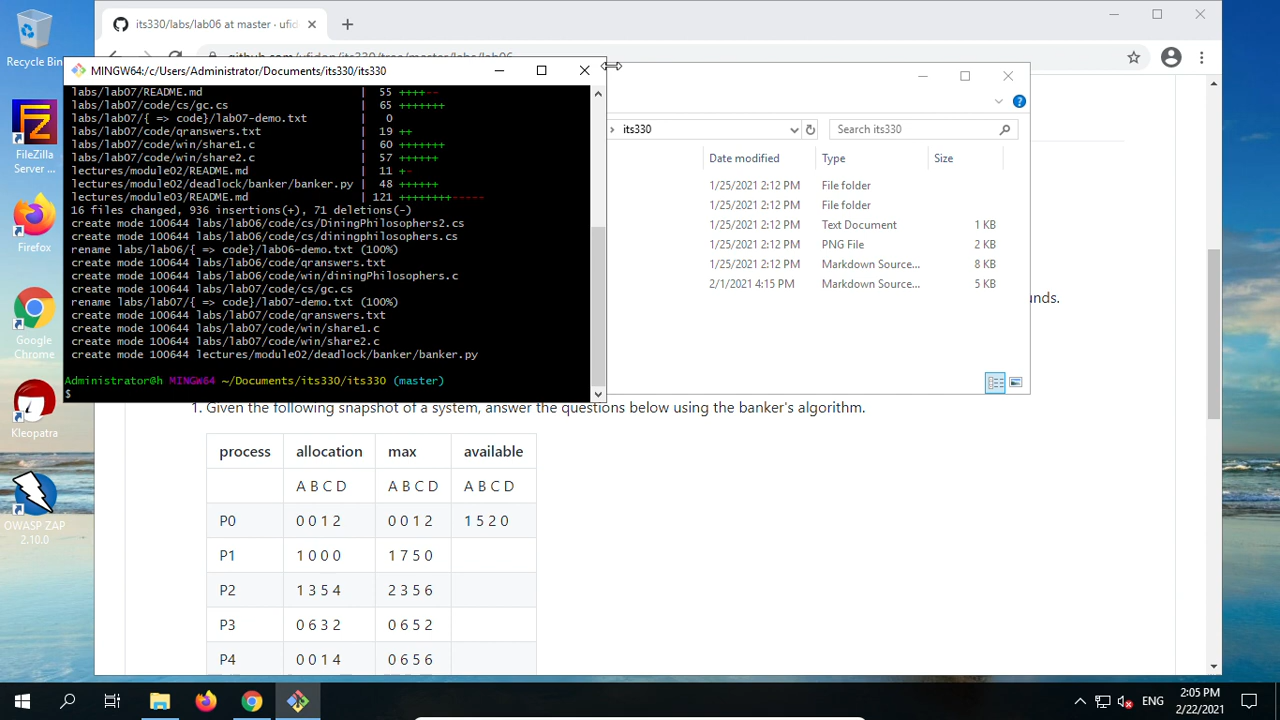 Recycle Bin
FileZilla
Server ...
Firefox
Google
Chrome
Kleopatra
OWASP ZAP
2.10.0
its330/labs/lab06 at master · ufid
MINGW64:/c/Users/Administrator/Documents/its330/its330
labs/lab07/README.md | 55 ++++--
labs/lab07/code/cs/gc.cs | 65 +++++++
labs/lab07/{ => code}/lab07-demo.txt | 0
labs/lab07/code/qranswers.txt | 19 ++
labs/lab07/code/win/share1.c | 60 +++++++
labs/lab07/code/win/share2.c | 57 ++++++
lectures/module02/README.md | 11 +-
lectures/module02/deadlock/banker/banker.py | 48 ++++++
lectures/module03/README.md | 121 ++++++++-----
16 files changed, 936 insertions(+), 71 deletions(-)
create mode 100644 labs/lab06/code/cs/DiningPhilosophers2.cs
create mode 100644 labs/lab06/code/cs/diningphilosophers.cs
rename labs/lab06/{ => code}/lab06-demo.txt (100%)
create mode 100644 labs/lab06/code/qranswers.txt
create mode 100644 labs/lab06/code/win/diningPhilosophers.c
create mode 100644 labs/lab07/code/cs/gc.cs
rename labs/lab07/{ => code}/lab07-demo.txt (100%)
create mode 100644 labs/lab07/code/qranswers.txt
create mode 100644 labs/lab07/code/win/share1.c
create mode 100644 labs/lab07/code/win/share2.c
create mode 100644 lectures/module02/deadlock/banker/banker.py
Administrator@h MINGW64 ~/Documents/its330/its330 (master)
$
its330
Search its330
Date modified Type Size
1/25/2021 2:12 PM File folder
1/25/2021 2:12 PM File folder
1/25/2021 2:12 PM Text Document 1 KB
1/25/2021 2:12 PM PNG File 2 KB
1/25/2021 2:12 PM Markdown Source... 8 KB
2/1/2021 4:15 PM Markdown Source... 5 KB
unds.
1. Given the following snapshot of a system, answer the questions below using the banker's algorithm.
process allocation max available
A B C D A B C D A B C D
P0 0 0 1 2 0 0 1 2 1 5 2 0
P1 1 0 0 0 1 7 5 0
P2 1 3 5 4 2 3 5 6
P3 0 6 3 2 0 6 5 2
P4 0 0 1 4 0 6 5 6
ENG
2:05 PM
2/22/2021